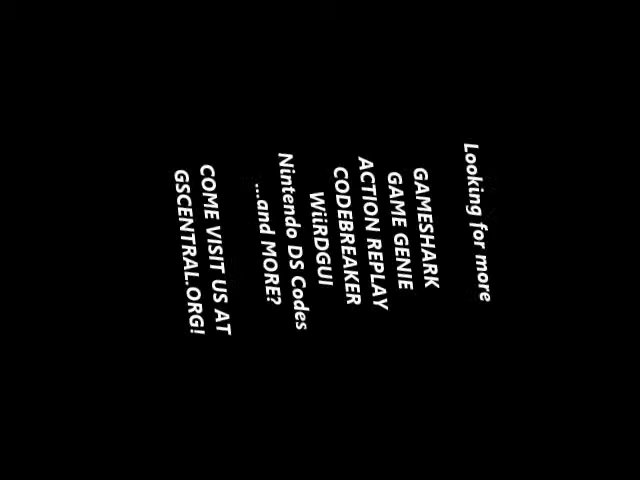 Looking for more
GAMESHARK
GAME GENIE
ACTION REPLAY
CODEBREAKER
WiiRDGUI
Nintendo DS Codes
...and MORE?
COME VISIT US AT
GSCENTRAL.ORG!